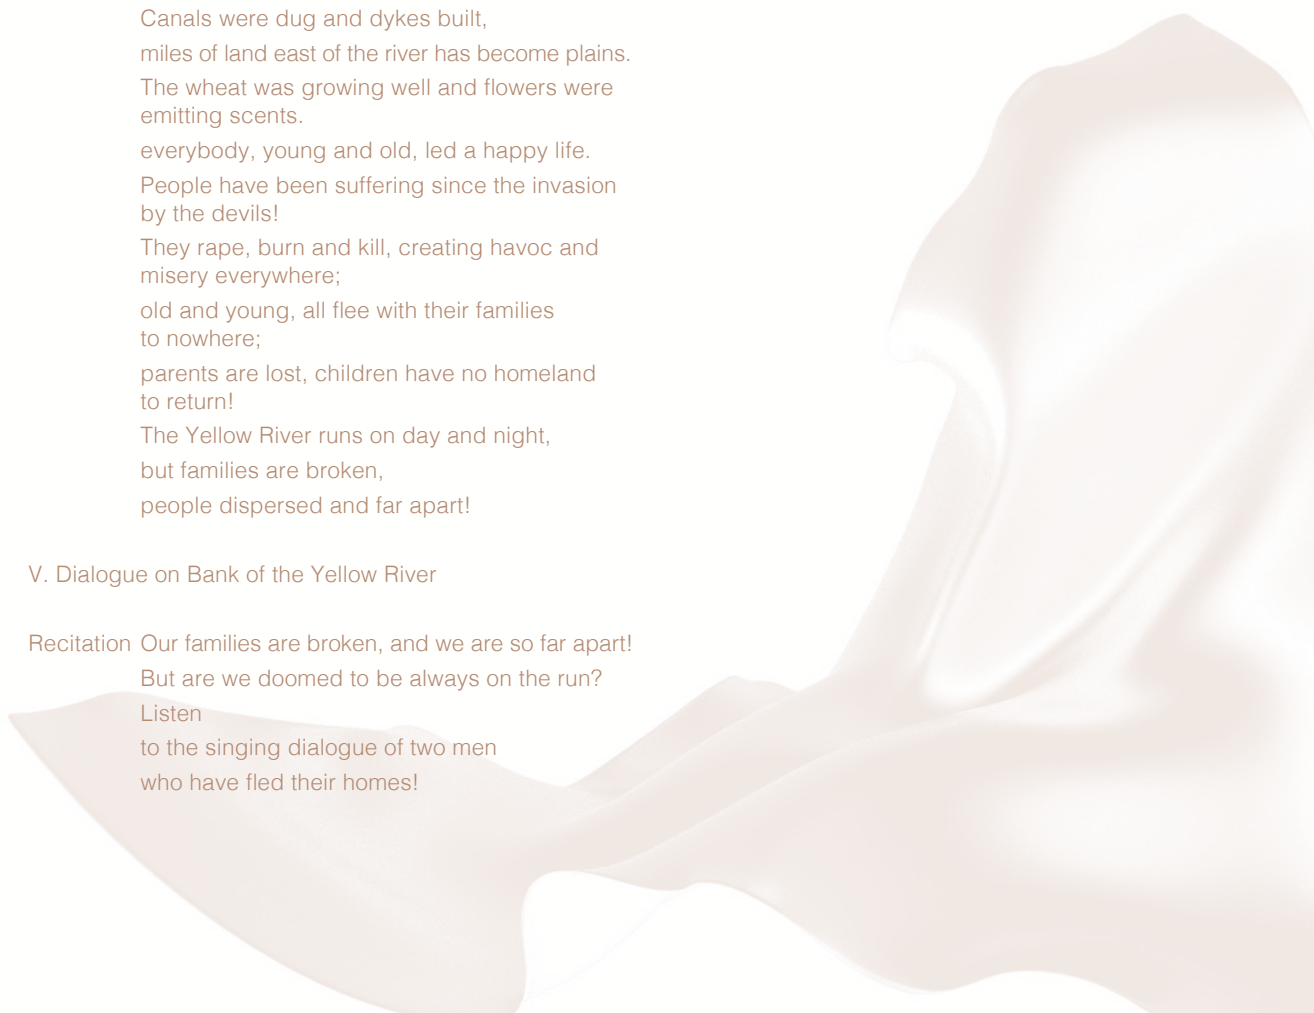 Canals were dug and dykes built,
miles of land east of the river has become plains.
The wheat was growing well and flowers were
emitting scents.
everybody, young and old, led a happy life.
People have been suffering since the invasion
by the devils!
They rape, burn and kill, creating havoc and
misery everywhere;
old and young, all flee with their families
to nowhere;
parents are lost, children have no homeland
to return!
The Yellow River runs on day and night,
but families are broken,
people dispersed and far apart!
V. Dialogue on Bank of the Yellow River
Recitation Our families are broken, and we are so far apart!
But are we doomed to be always on the run?
Listen
to the singing dialogue of two men
who have fled their homes!